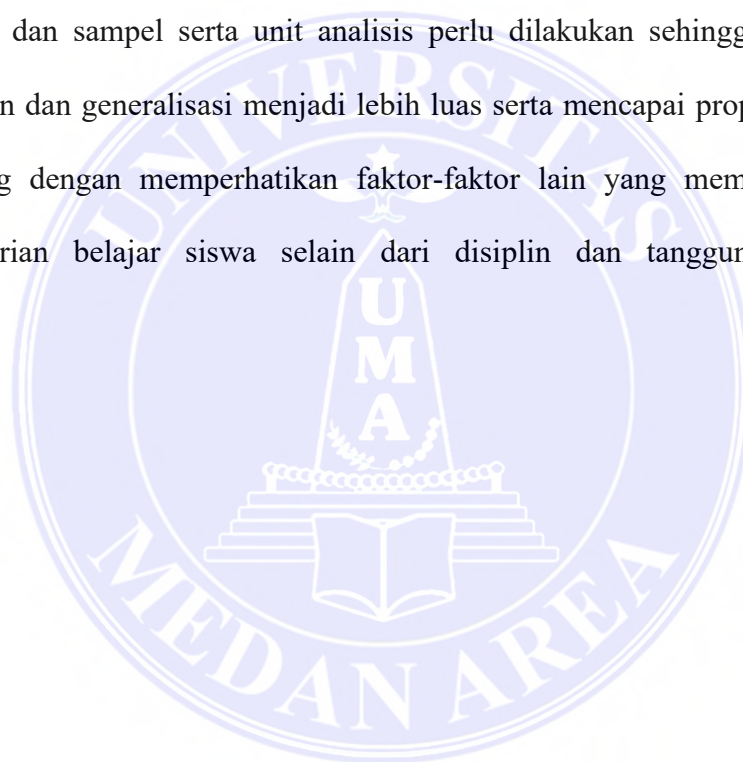 dan sampel serta unit analisis perlu dilakukan sehingg
n dan generalisasi menjadi lebih luas serta mencapai prop
g dengan memperhatikan faktor-faktor lain yang mem
rian belajar siswa selain dari disiplin dan tanggun
UNIVERSITAS
UMA
MEDAN AREA